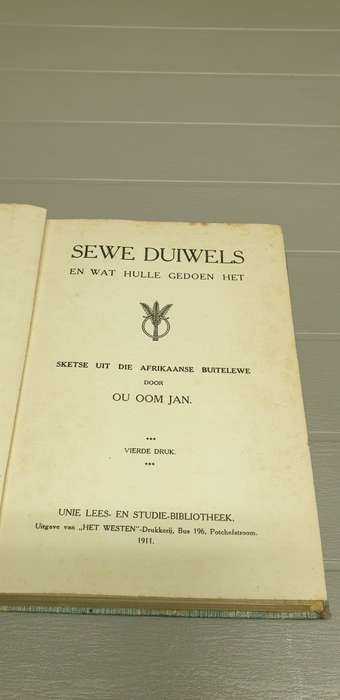 SEWE DUIWELS
EN WAT HULLE GEDOEN HET
SKETSE UIT DIE AFRIKAANSE BUITELEWE
DOOR
OU OOM JAN.
***
VIERDE DRUK.
***
UNIE LEES- EN STUDIE-BIBLIOTHEEK.
Uitgave van „HET WESTEN"-Drukkerij, Bus 196, Potchefstroom.
1911.